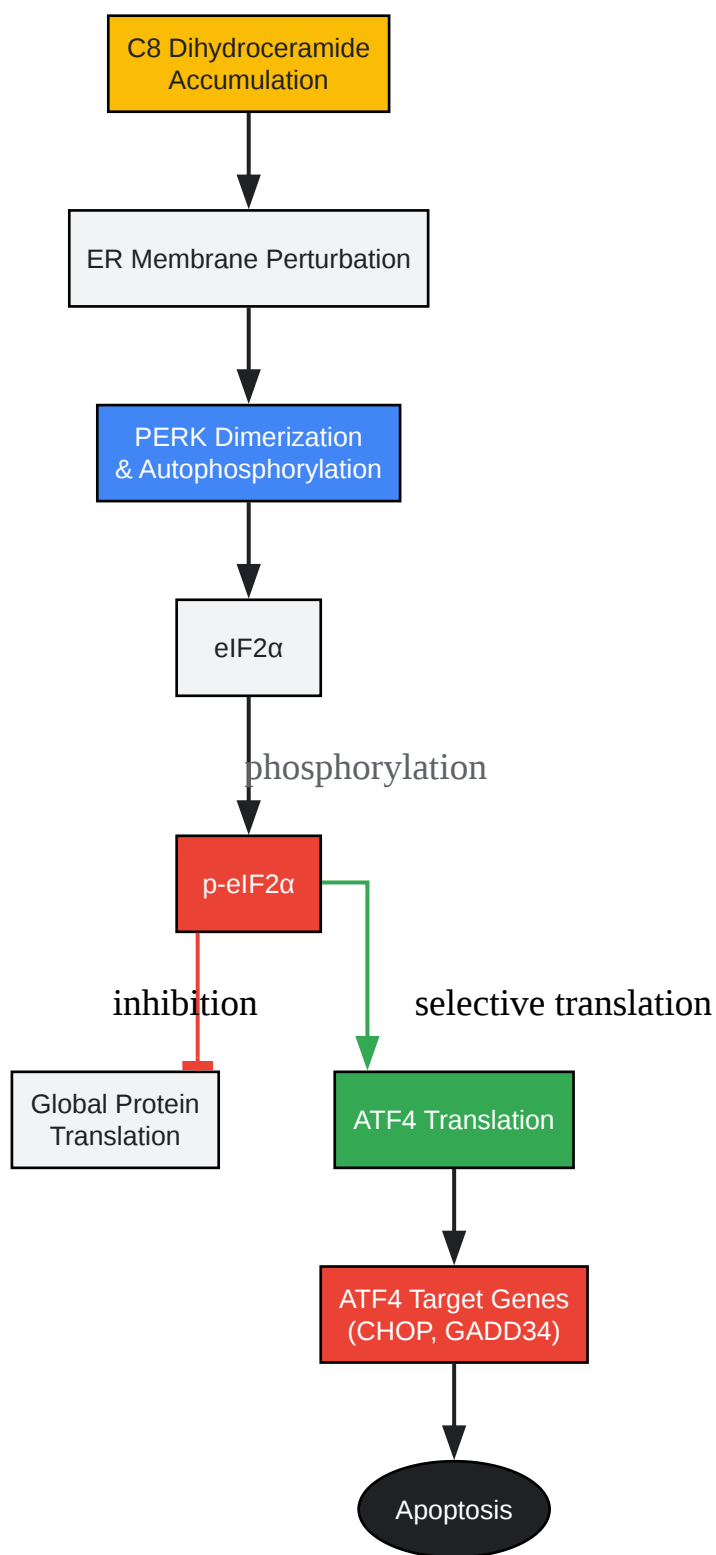 C8 Dihydroceramide
Accumulation
ER Membrane Perturbation
PERK Dimerization
& Autophosphorylation
eIF2α
phosphorylation
p-eIF2α
inhibition
selective translation
Global Protein
Translation
ATF4 Translation
ATF4 Target Genes
(CHOP, GADD34)
Apoptosis